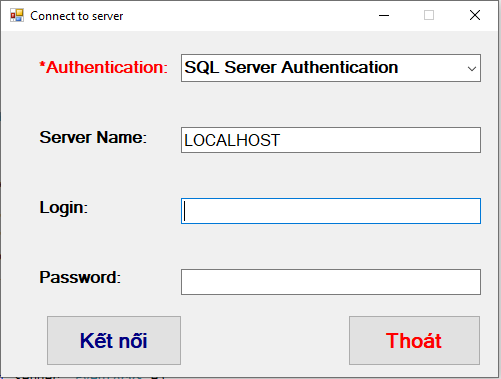 Connect to server
*Authentication: SQL Server Authentication
Server Name: LOCALHOST
Login:
Password:
Kết nối Thoát